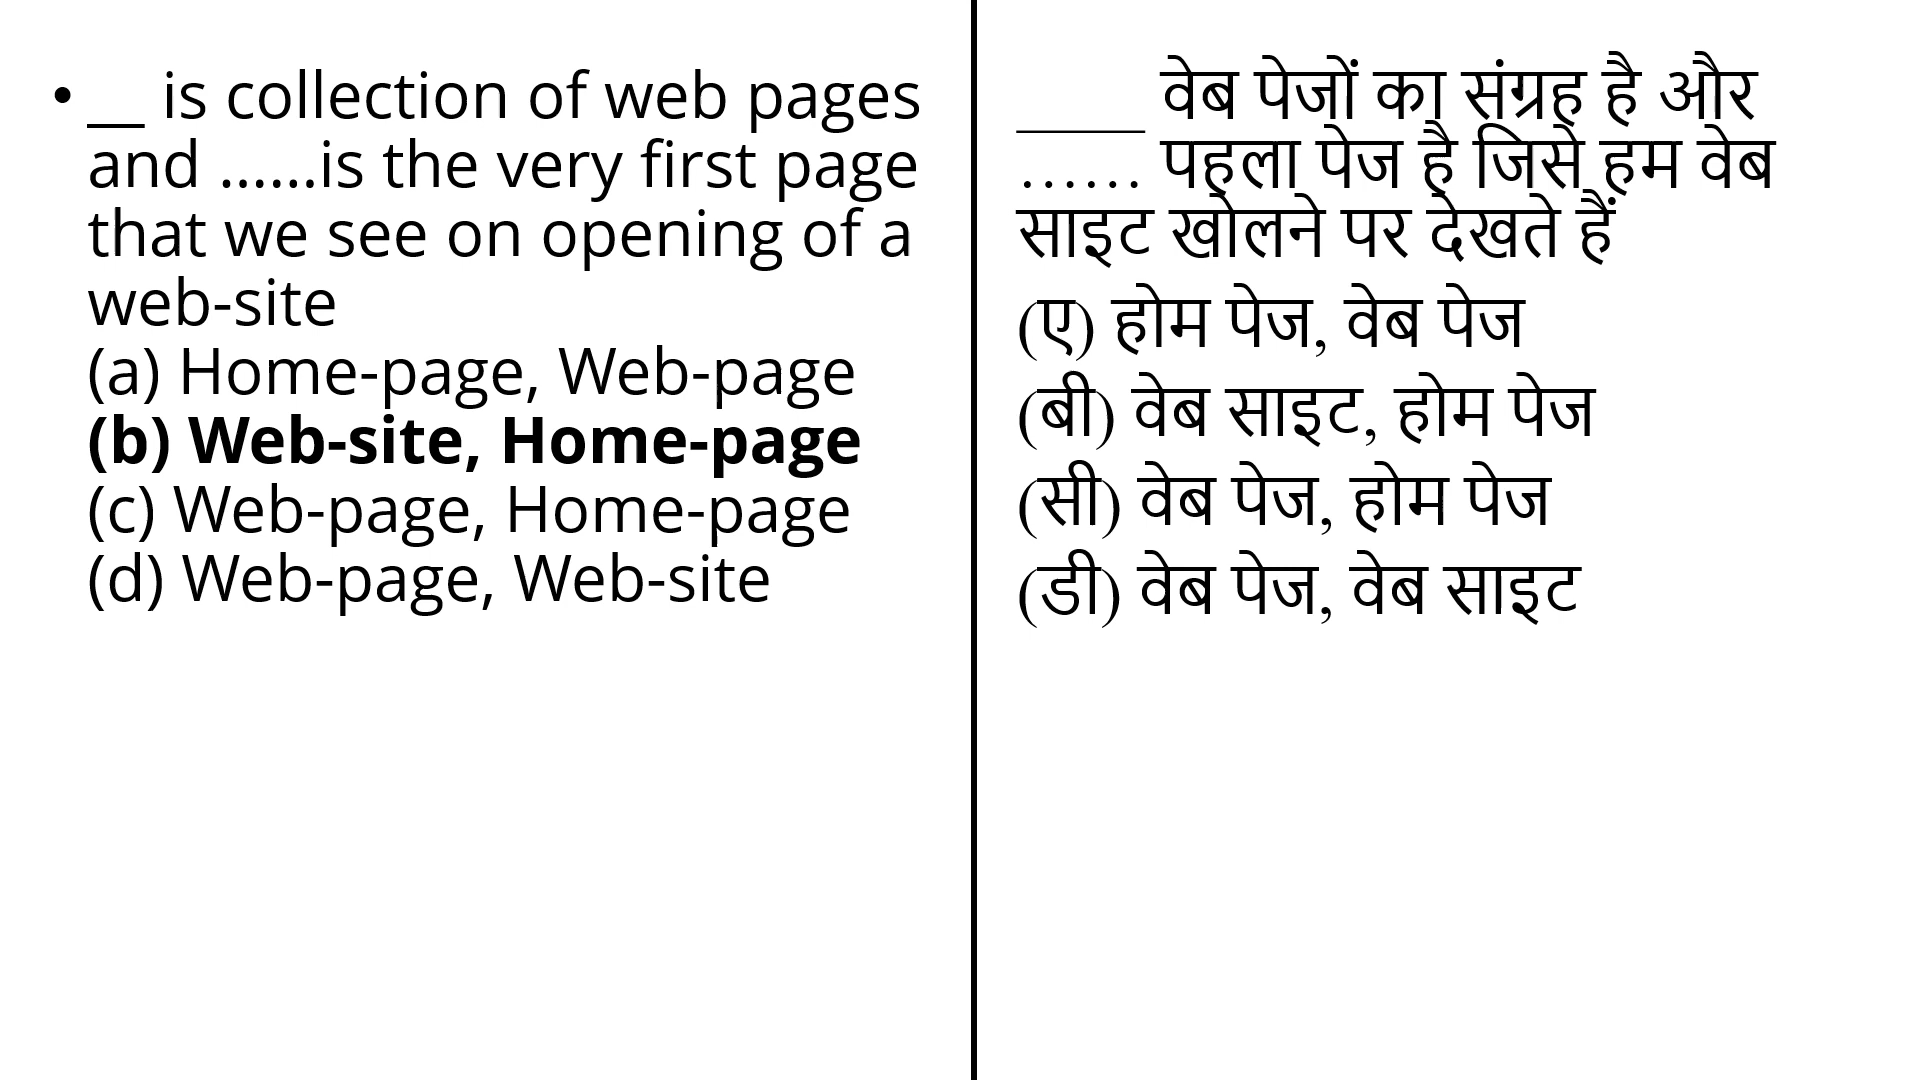 • __ is collection of web pages
and ......is the very first page
that we see on opening of a
web-site
(a) Home-page, Web-page
(b) Web-site, Home-page
(c) Web-page, Home-page
(d) Web-page, Web-site
____ वेब पेजों का संग्रह है और
...... पहला पेज है जिसे हम वेब
साइट खोलने पर देखते हैं
(ए) होम पेज, वेब पेज
(बी) वेब साइट, होम पेज
(सी) वेब पेज, होम पेज
(डी) वेब पेज, वेब साइट